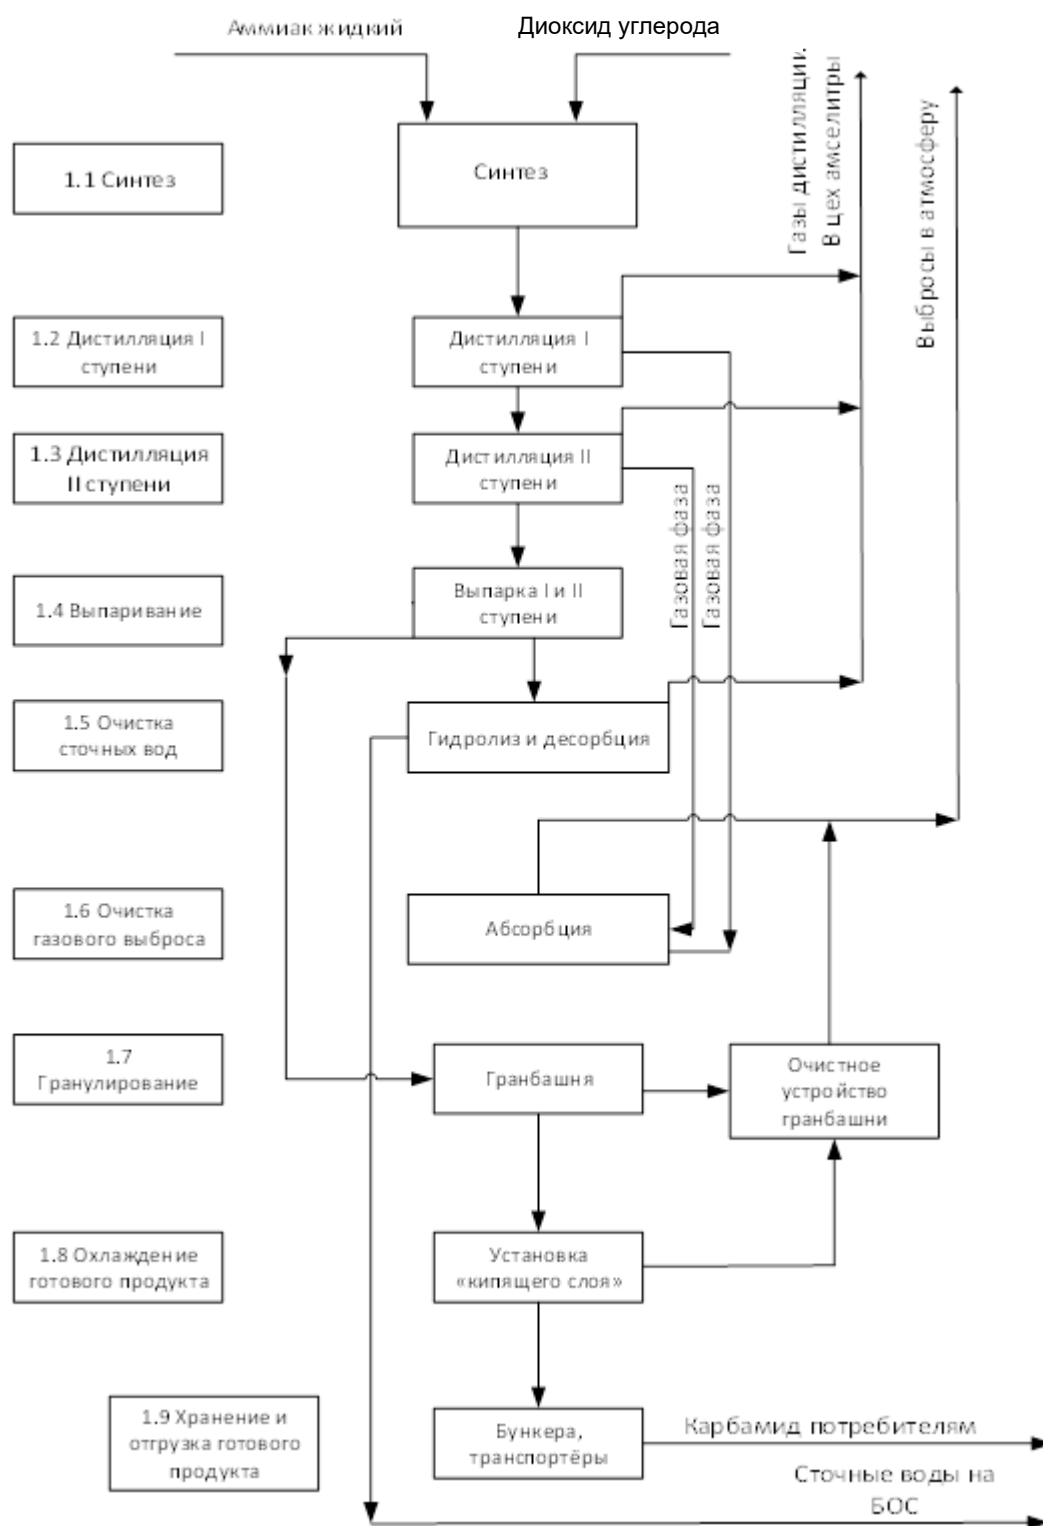 Аммиак жидкий
Диоксид углерода
Газы дистилляции.
В цех амселитры
Выбросы в атмосферу
1.1 Синтез
Синтез
1.2 Дистилляция I
ступени
Дистилляция I
ступени
1.3 Дистилляция
II ступени
Дистилляция II
ступени
Газовая фаза
Газовая фаза
1.4 Выпаривание
Выпарка I и II
ступени
1.5 Очистка
сточных вод
Гидролиз и десорбция
1.6 Очистка
газового выброса
Абсорбция
1.7
Гранулирование
Гранбашня
Очистное
устройство
гранбашни
1.8 Охлаждение
готового продукта
Установка
«кипящего слоя»
1.9 Хранение и
отгрузка готового
продукта
Бункера,
транспортёры
Карбамид потребителям
Сточные воды на
БОС